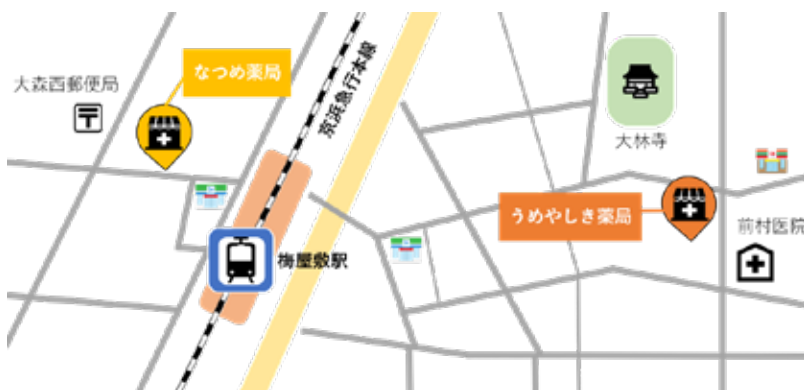 なつめ薬局
京浜急行本線
大森西郵便局
大林寺
うめやしき薬局
前村医院
梅屋敷駅